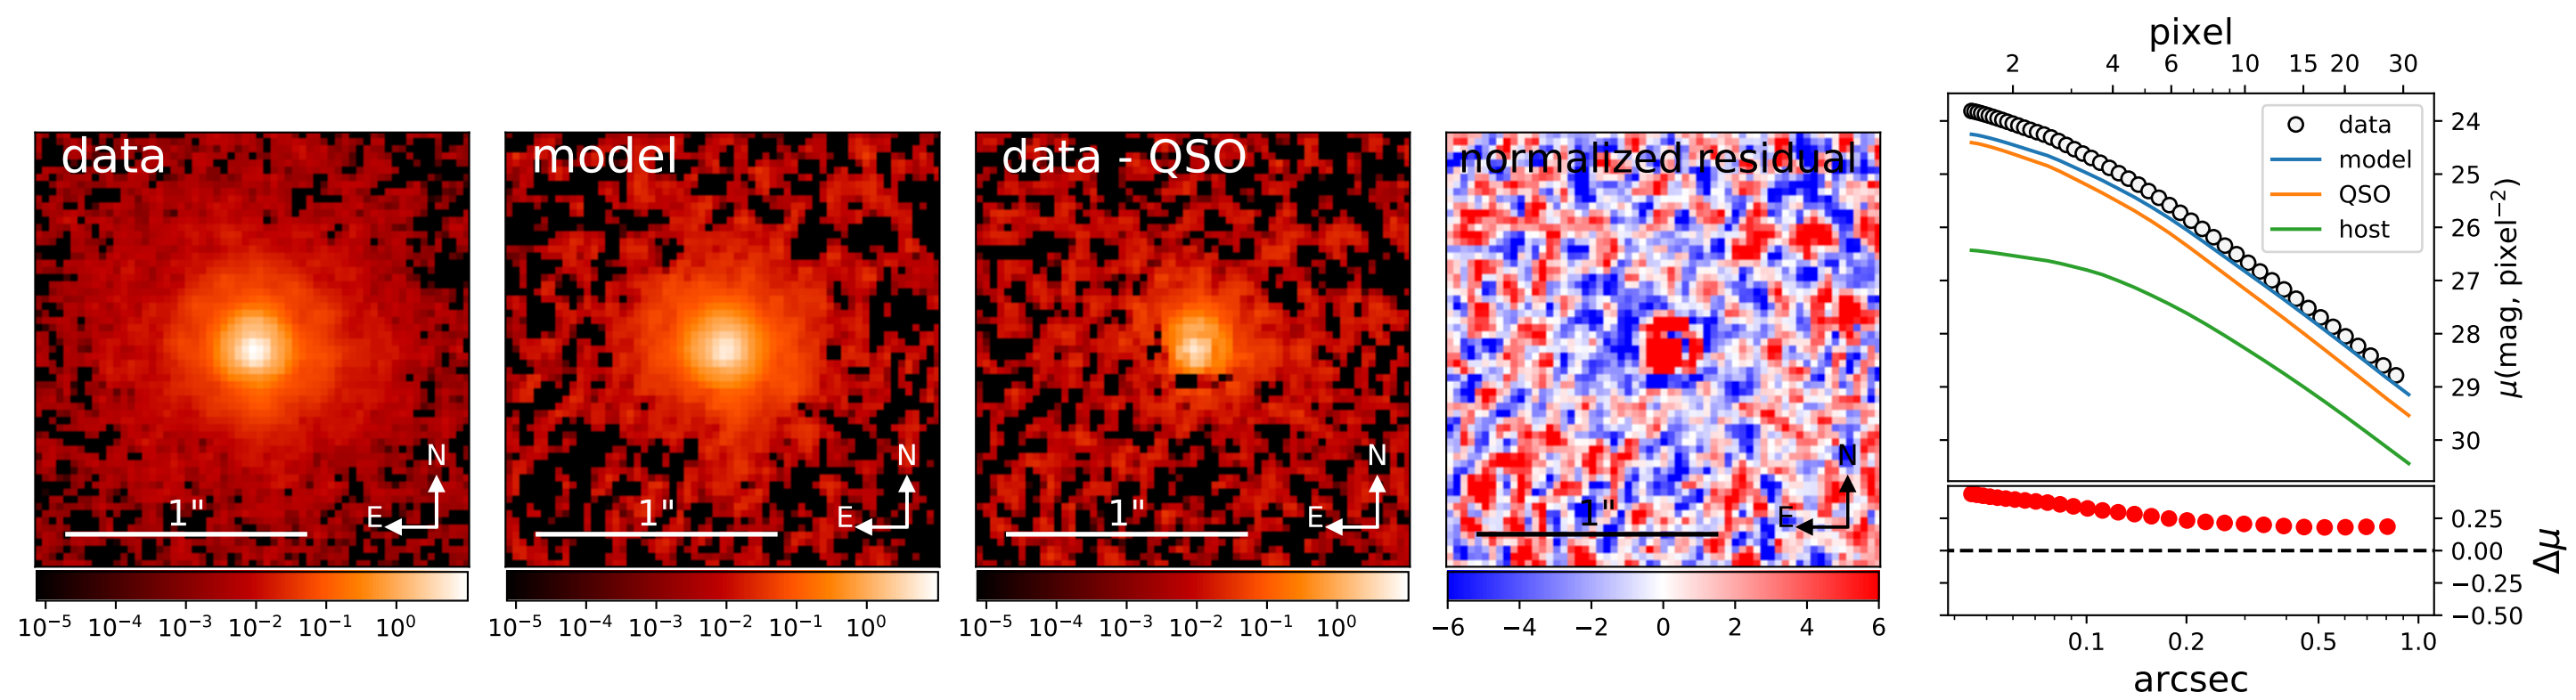 data
N
E
1"
10⁻⁵ 10⁻⁴ 10⁻³ 10⁻² 10⁻¹ 10⁰
model
N
E
1"
10⁻⁵ 10⁻⁴ 10⁻³ 10⁻² 10⁻¹ 10⁰
data - QSO
N
E
1"
10⁻⁵ 10⁻⁴ 10⁻³ 10⁻² 10⁻¹ 10⁰
normalized residual
N
E
1"
−6 −4 −2 0 2 4 6
pixel
2 4 6 10 15 20 30
data
model
QSO
host
24
25
26
27
28
29
30
μ(mag, pixel⁻²)
0.25
0.00
−0.25
−0.50
Δμ
0.1 0.2 0.5 1.0
arcsec